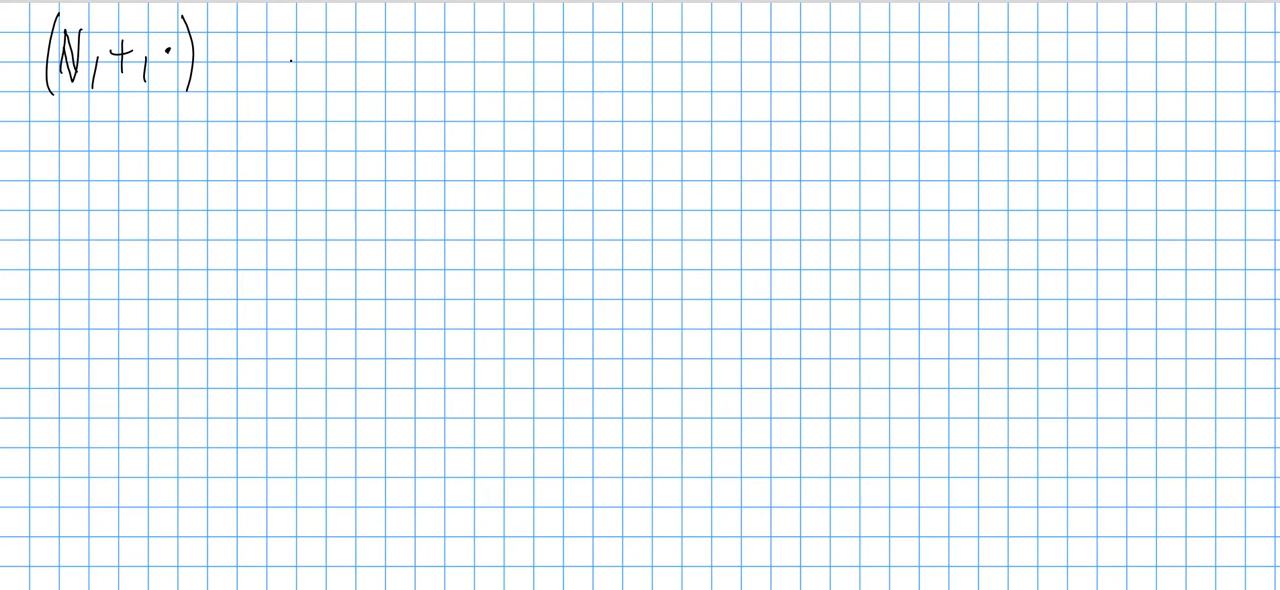 (ℕ, +, ·)